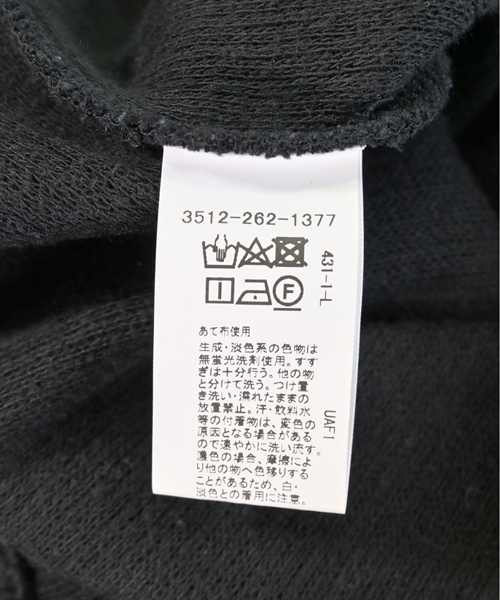 3512-262-1377
431-1-L
F
あて布使用
生成・淡色系の色物は
無蛍光洗剤使用。すす
ぎは十分行う。他の物
と分けて洗う。つけ置
き洗い・濡れたままの
放置禁止。汗・飲料水
等の付着物は、変色の
原因となる場合がある
ので速やかに洗い流す。
濃色の場合、摩擦によ
り他の物へ色移りする
ことがあるため、白・
淡色との着用に注意。
UAF1